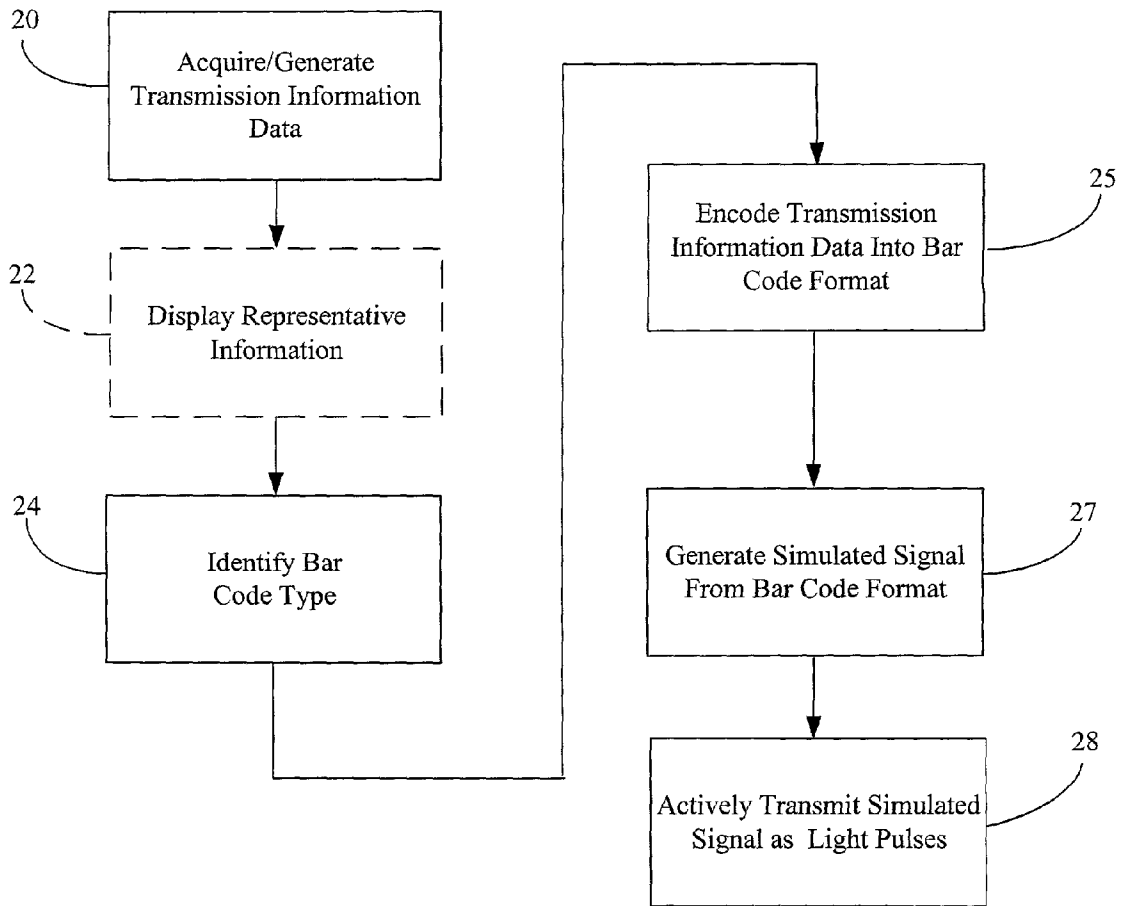 20
Acquire/Generate
Transmission Information
Data
22
Display Representative
Information
24
Identify Bar
Code Type
25
Encode Transmission
Information Data Into Bar
Code Format
27
Generate Simulated Signal
From Bar Code Format
28
Actively Transmit Simulated
Signal as Light Pulses